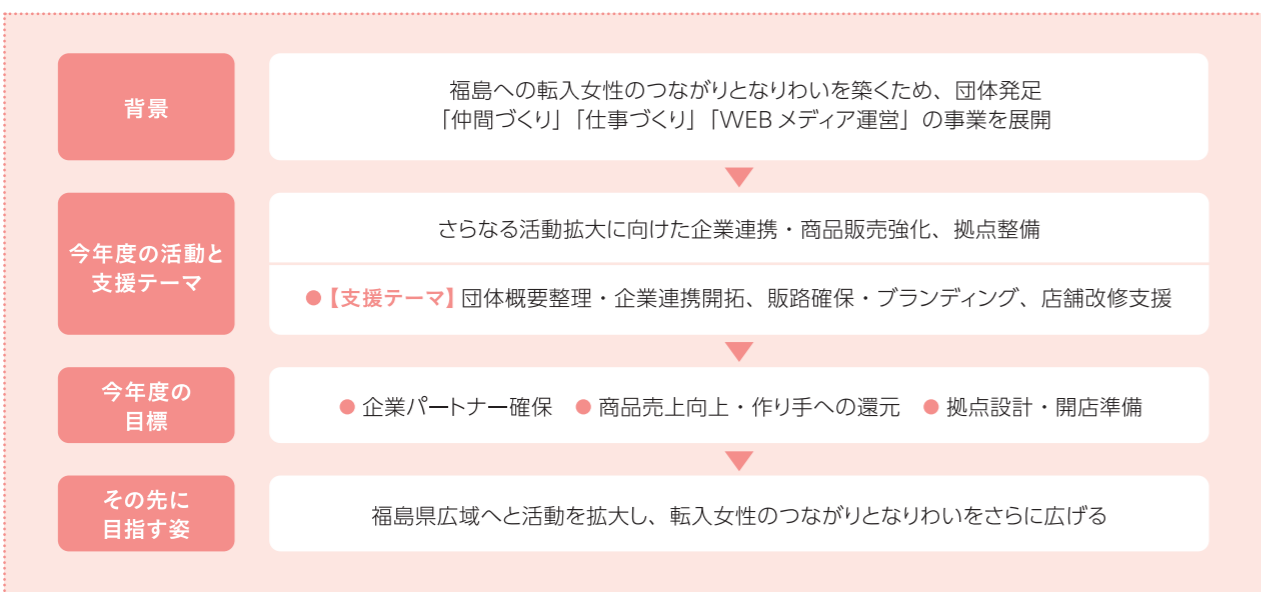 背景
福島への転入女性のつながりとなりわいを築くため、団体発足
「仲間づくり」「仕事づくり」「WEBメディア運営」の事業を展開
今年度の活動と
支援テーマ
さらなる活動拡大に向けた企業連携・商品販売強化、拠点整備
●【支援テーマ】団体概要整理・企業連携開拓、販路確保・ブランディング、店舗改修支援
今年度の
目標
●企業パートナー確保 ●商品売上向上・作り手への還元 ●拠点設計・開店準備
その先に
目指す姿
福島県広域へと活動を拡大し、転入女性のつながりとなりわいをさらに広げる